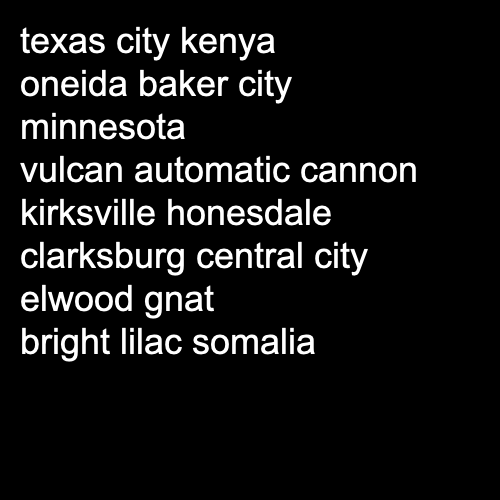 texas city kenya
oneida baker city
minnesota
vulcan automatic cannon
kirksville honesdale
clarksburg central city
elwood gnat
bright lilac somalia